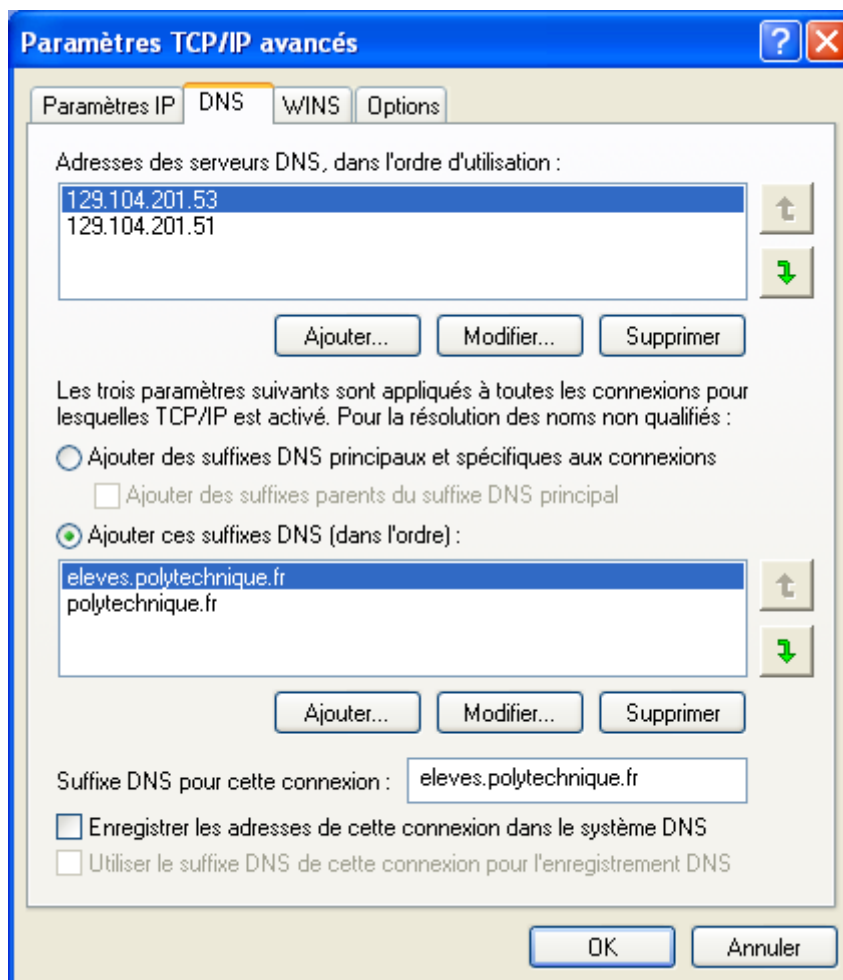 Paramètres TCP/IP avancés
Paramètres IP DNS WINS Options
Adresses des serveurs DNS, dans l'ordre d'utilisation :
129.104.201.53
129.104.201.51
Ajouter... Modifier... Supprimer
Les trois paramètres suivants sont appliqués à toutes les connexions pour
lesquelles TCP/IP est activé. Pour la résolution des noms non qualifiés :
Ajouter des suffixes DNS principaux et spécifiques aux connexions
Ajouter des suffixes parents du suffixe DNS principal
Ajouter ces suffixes DNS (dans l'ordre) :
eleves.polytechnique.fr
polytechnique.fr
Ajouter... Modifier... Supprimer
Suffixe DNS pour cette connexion : eleves.polytechnique.fr
Enregistrer les adresses de cette connexion dans le système DNS
Utiliser le suffixe DNS de cette connexion pour l'enregistrement DNS
OK Annuler